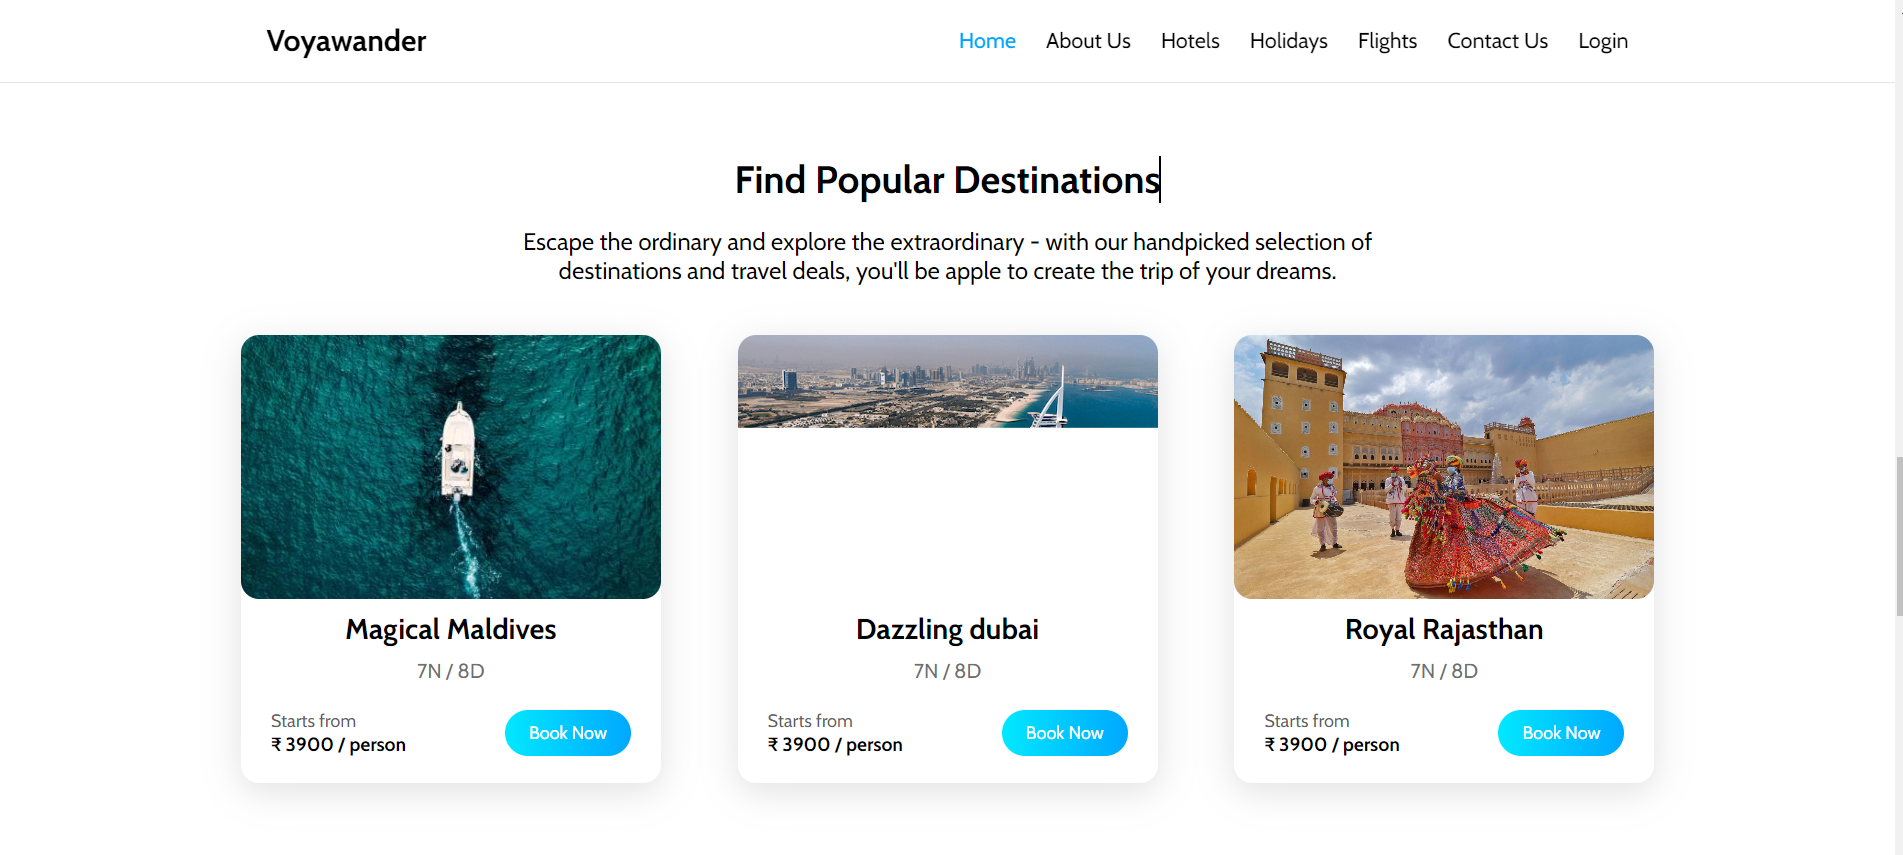 Voyawander
Home About Us Hotels Holidays Flights Contact Us Login
Find Popular Destinations
Escape the ordinary and explore the extraordinary - with our handpicked selection of
destinations and travel deals, you'll be apple to create the trip of your dreams.
Magical Maldives
7N / 8D
Starts from
₹ 3900 / person
Book Now
Dazzling dubai
7N / 8D
Starts from
₹ 3900 / person
Book Now
Royal Rajasthan
7N / 8D
Starts from
₹ 3900 / person
Book Now